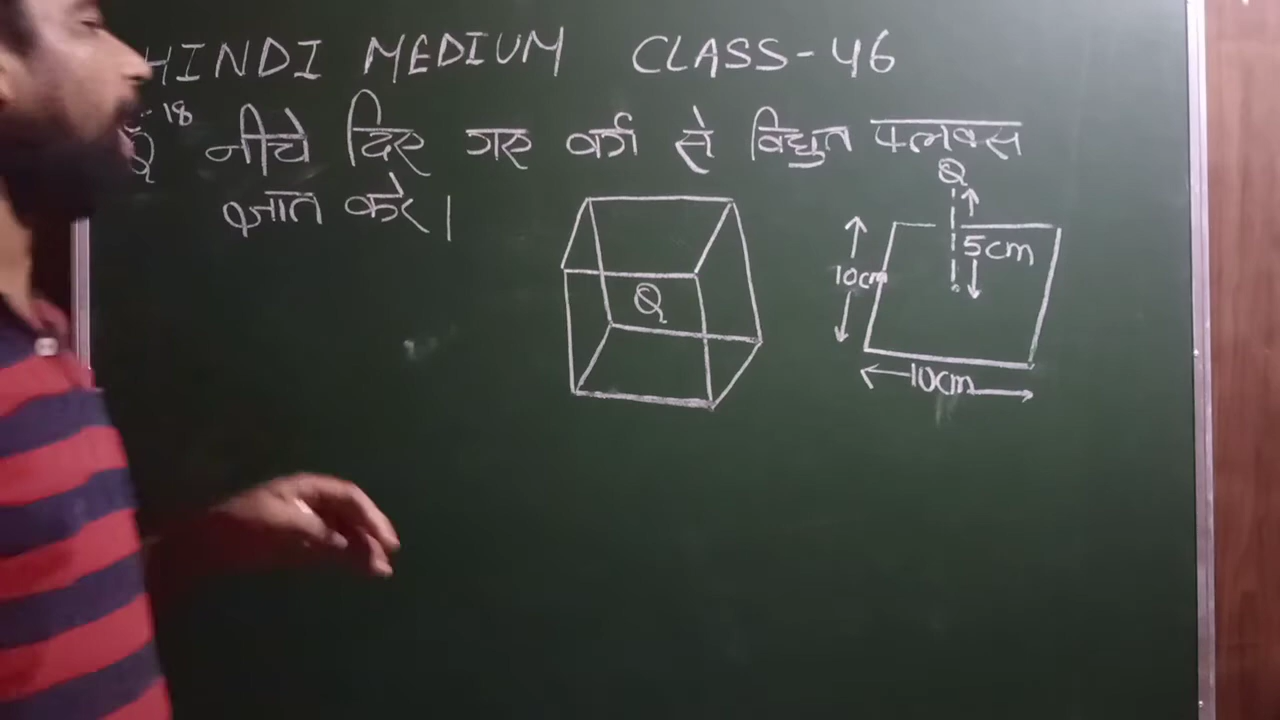 HINDI MEDIUM CLASS-46
Q 18 नीचे दिए गए वर्ग से विद्युत फ्लक्स
ज्ञात करे।
Q
Q
5cm
10cm
10cm